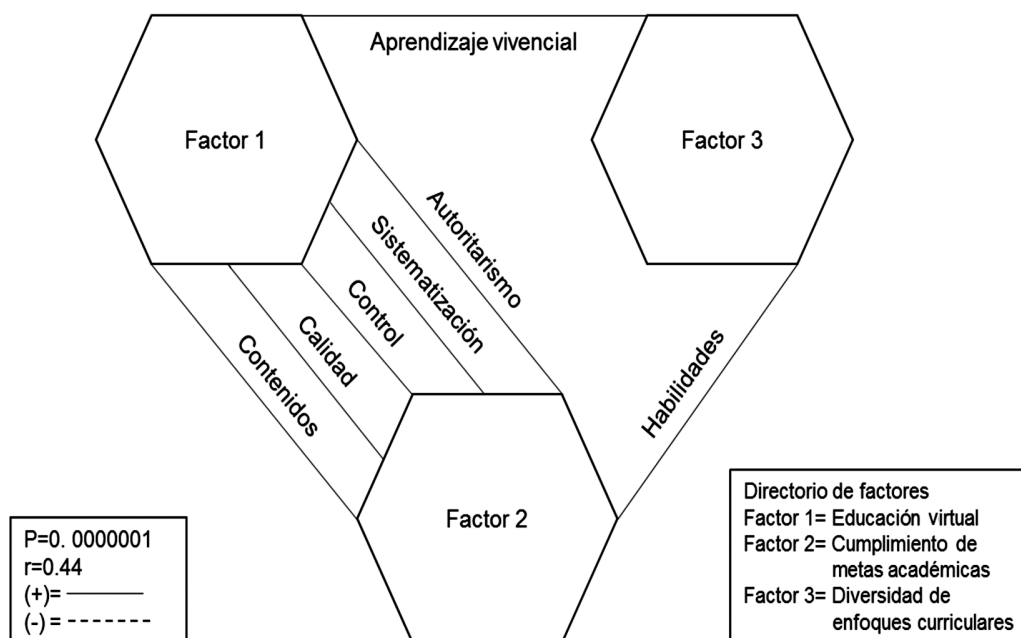 Aprendizaje vivencial
Factor 1
Factor 3
Autoritarismo
Sistematización
Control
Calidad
Contenidos
Habilidades
Factor 2
P=0. 0000001
r=0.44
(+)=
(-)=
Directorio de factores
Factor 1= Educación virtual
Factor 2= Cumplimiento de
metas académicas
Factor 3= Diversidad de
enfoques curriculares